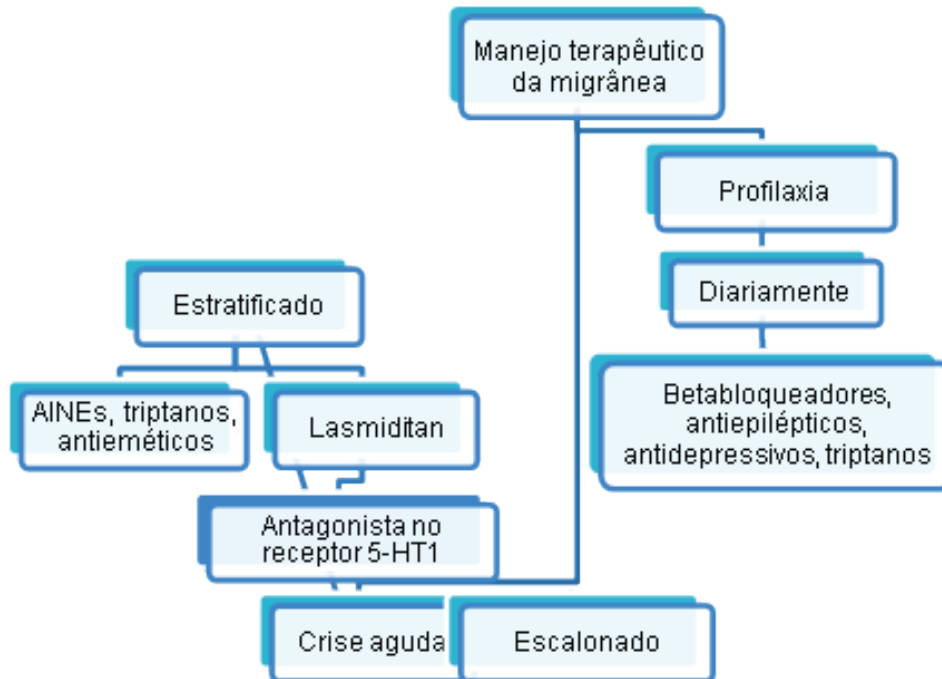 Manejo terapêutico
da migrânea
Profilaxia
Diariamente
Betabloqueadores,
antiepilépticos,
antidepressivos, triptanos
Estratificado
AINEs, triptanos,
antieméticos
Lasmiditan
Antagonista no
receptor 5-HT1
Crise aguda
Escalonado